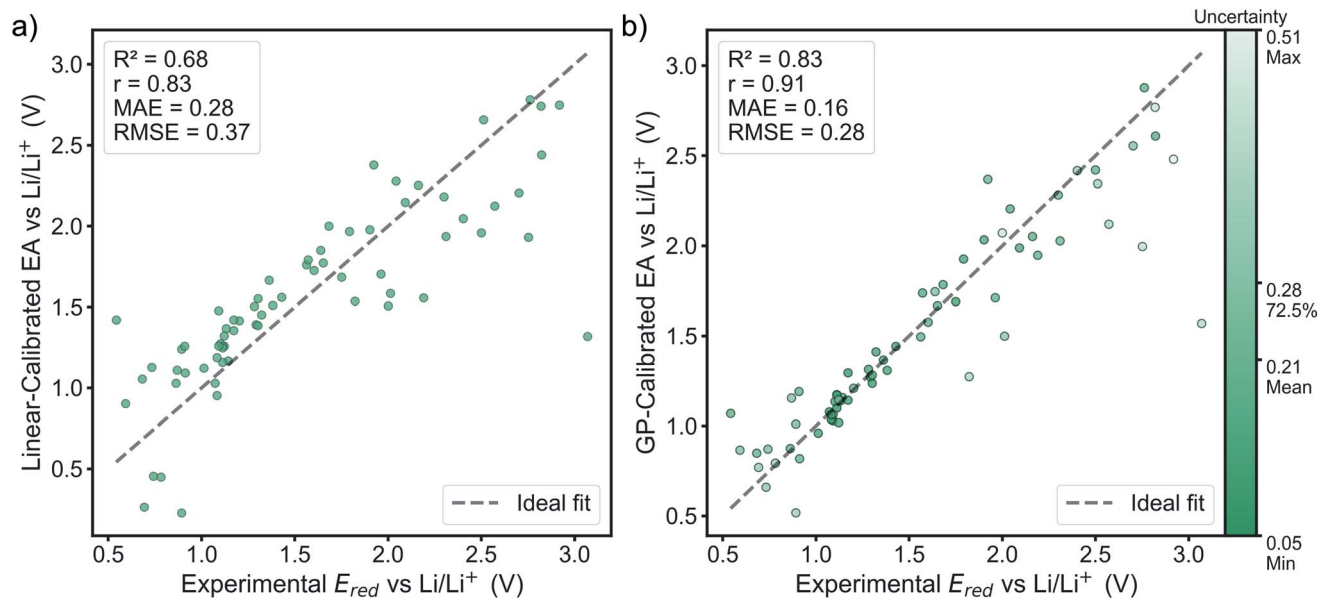 a)
R² = 0.68
r = 0.83
MAE = 0.28
RMSE = 0.37
Linear-Calibrated EA vs Li/Li⁺ (V)
3.0
2.5
2.0
1.5
1.0
0.5
Ideal fit
0.5 1.0 1.5 2.0 2.5 3.0
Experimental E_red vs Li/Li⁺ (V)
b)
R² = 0.83
r = 0.91
MAE = 0.16
RMSE = 0.28
GP-Calibrated EA vs Li/Li⁺ (V)
3.0
2.5
2.0
1.5
1.0
0.5
Ideal fit
0.5 1.0 1.5 2.0 2.5 3.0
Experimental E_red vs Li/Li⁺ (V)
Uncertainty
0.51
Max
0.28
72.5%
0.21
Mean
0.05
Min